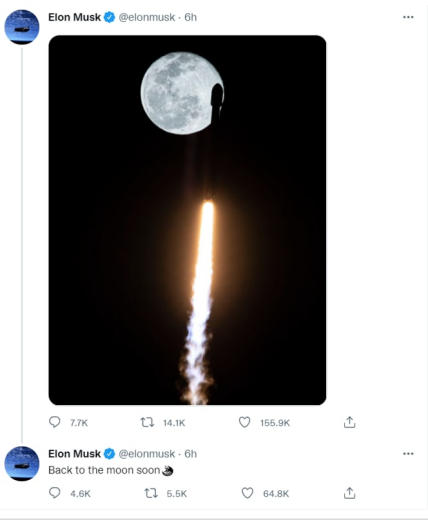 Elon Musk @elonmusk · 6h
7.7K 14.1K 155.9K
Elon Musk @elonmusk · 6h
Back to the moon soon
4.6K 5.5K 64.8K